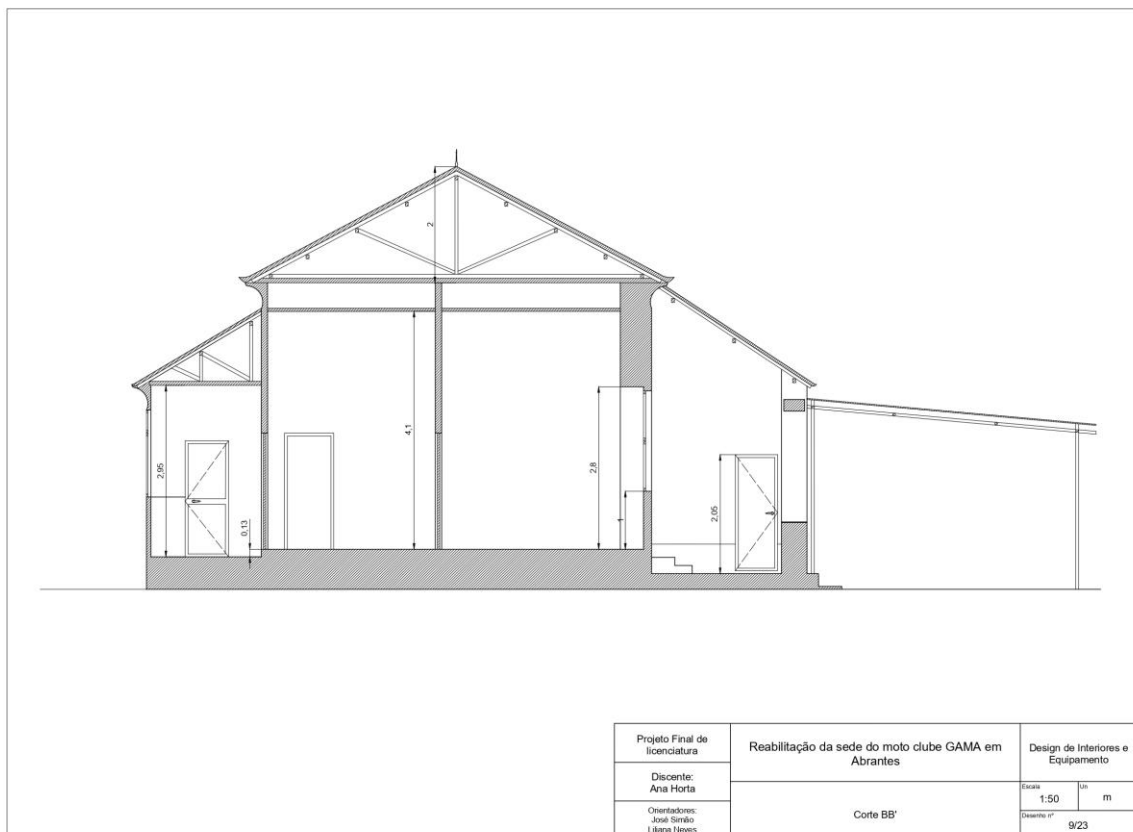 2
4,1
2,95
0,13
2,8
1
2,05
Projeto Final de
licenciatura
Discente:
Ana Horta
Orientadores:
José Simão
Liliana Neves
Reabilitação da sede do moto clube GAMA em
Abrantes
Corte BB'
Design de Interiores e
Equipamento
Escala
1:50
Un
m
Desenho nº
9/23